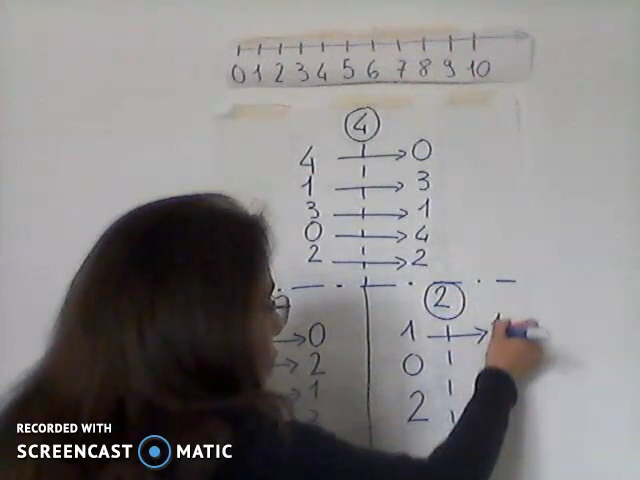 0 1 2 3 4 5 6 7 8 9 10
4
4 → 0
1 → 3
3 → 1
0 → 4
2 → 2
→ 0
→ 2
→ 1
2
1 →
0
2
RECORDED WITH
SCREENCAST MATIC